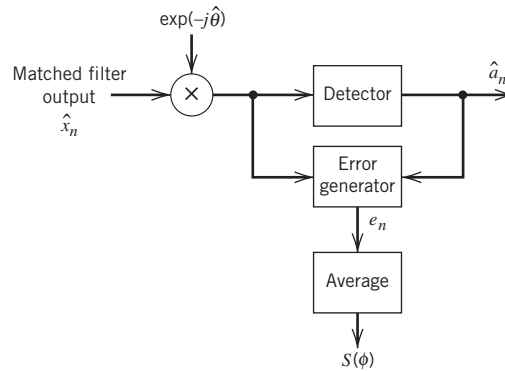 exp(−jθ̂)
Matched filter
output
x̂ₙ
×
Detector
âₙ
Error
generator
eₙ
Average
S(ϕ)